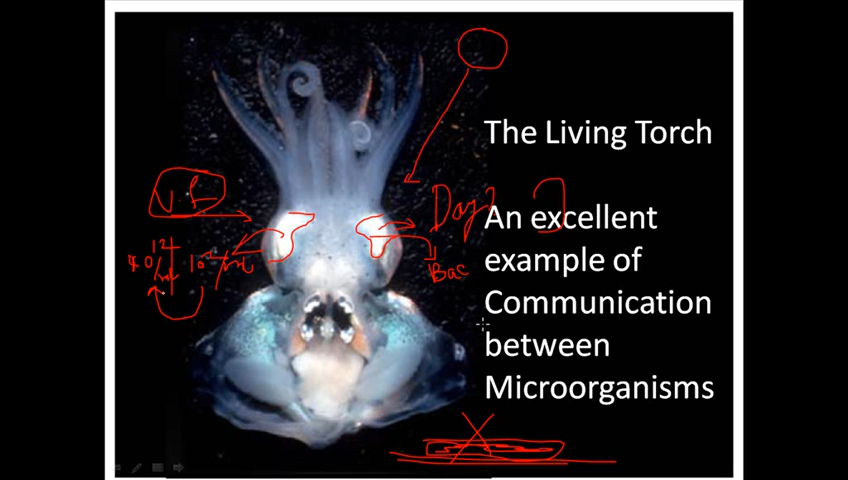 The Living Torch
V.f
Day
An excellent
example of
Communication
between
Microorganisms
Bac